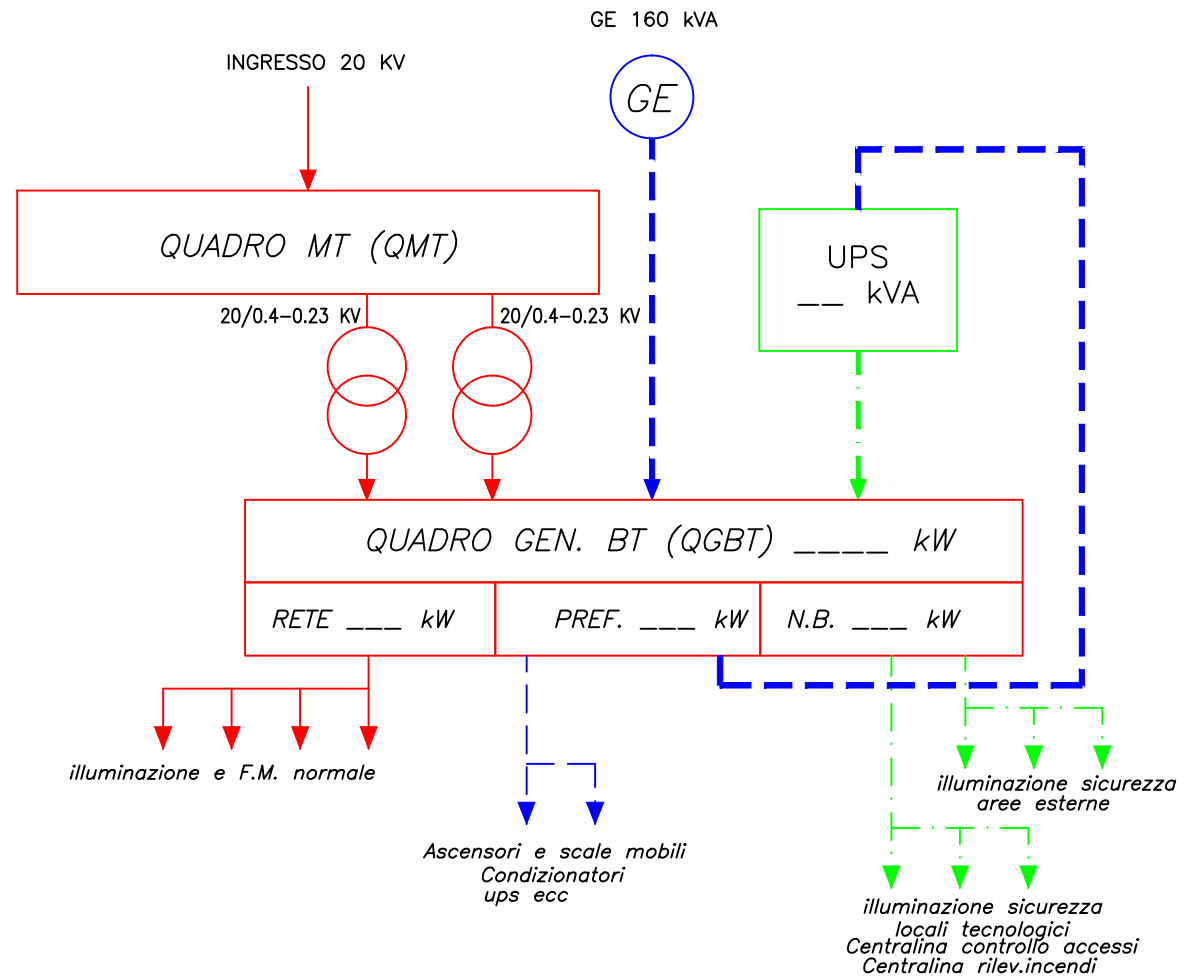 GE 160 kVA
INGRESSO 20 KV
GE
QUADRO MT (QMT)
UPS
__ kVA
20/0.4-0.23 KV
20/0.4-0.23 KV
QUADRO GEN. BT (QGBT) ____ kW
RETE ___ kW
PREF. ___ kW
N.B. ___ kW
illuminazione e F.M. normale
illuminazione sicurezza
aree esterne
Ascensori e scale mobili
Condizionatori
ups ecc
illuminazione sicurezza
locali tecnologici
Centralina controllo accessi
Centralina rilev.incendi